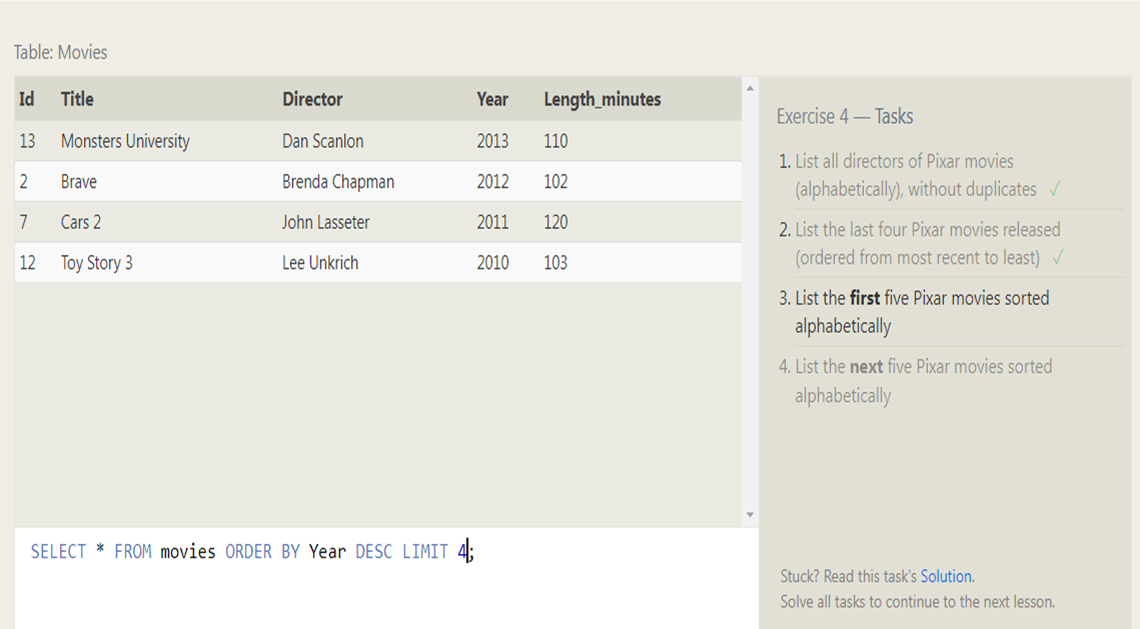 Table: Movies
Id Title Director Year Length_minutes
13 Monsters University Dan Scanlon 2013 110
2 Brave Brenda Chapman 2012 102
7 Cars 2 John Lasseter 2011 120
12 Toy Story 3 Lee Unkrich 2010 103
SELECT * FROM movies ORDER BY Year DESC LIMIT 4;
Exercise 4 — Tasks
1. List all directors of Pixar movies
(alphabetically), without duplicates ✓
2. List the last four Pixar movies released
(ordered from most recent to least) ✓
3. List the first five Pixar movies sorted
alphabetically
4. List the next five Pixar movies sorted
alphabetically
Stuck? Read this task's Solution.
Solve all tasks to continue to the next lesson.